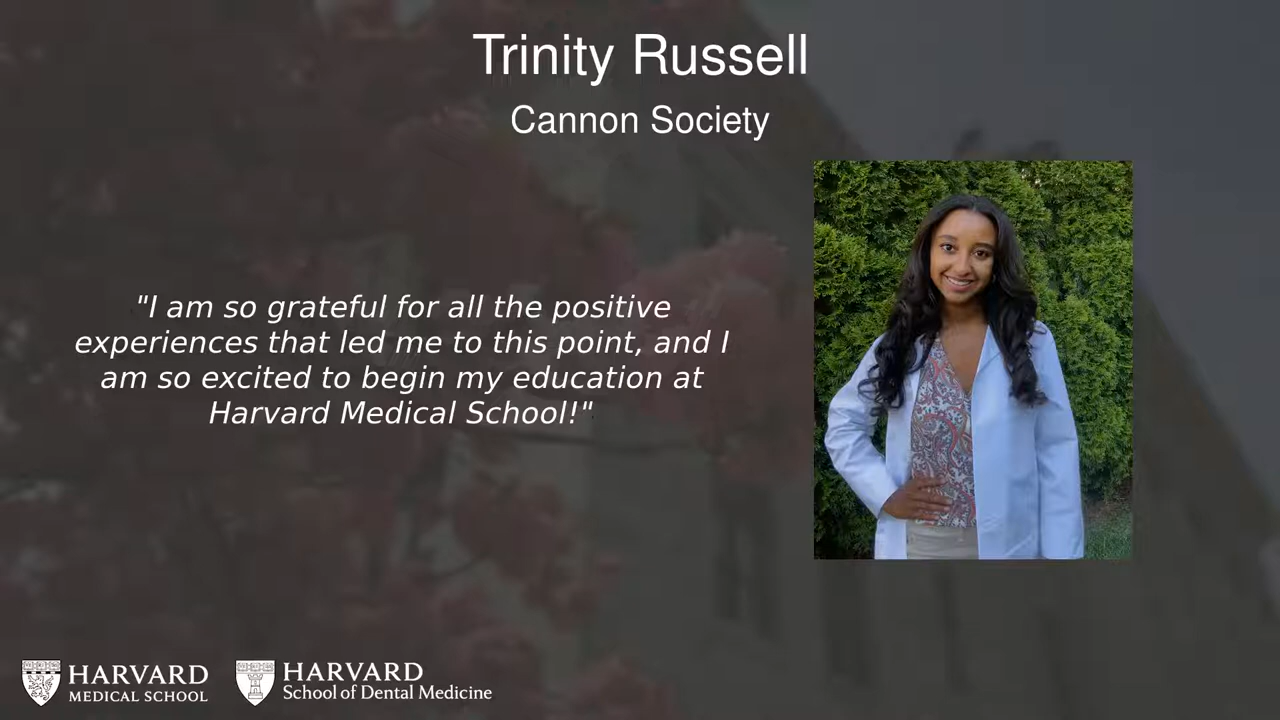 Trinity Russell
Cannon Society
"I am so grateful for all the positive
experiences that led me to this point, and I
am so excited to begin my education at
Harvard Medical School!"
HARVARD
MEDICAL SCHOOL
HARVARD
School of Dental Medicine